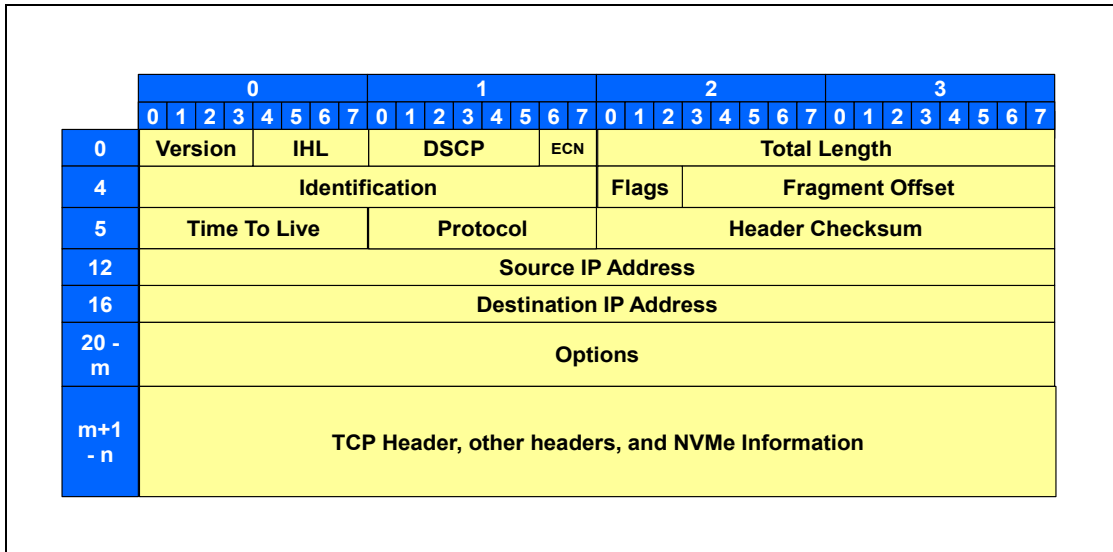 0 1 2 3
0 1 2 3 4 5 6 7 0 1 2 3 4 5 6 7 0 1 2 3 4 5 6 7 0 1 2 3 4 5 6 7
0 Version IHL DSCP ECN Total Length
4 Identification Flags Fragment Offset
5 Time To Live Protocol Header Checksum
12 Source IP Address
16 Destination IP Address
20 -
m
Options
m+1
- n
TCP Header, other headers, and NVMe Information